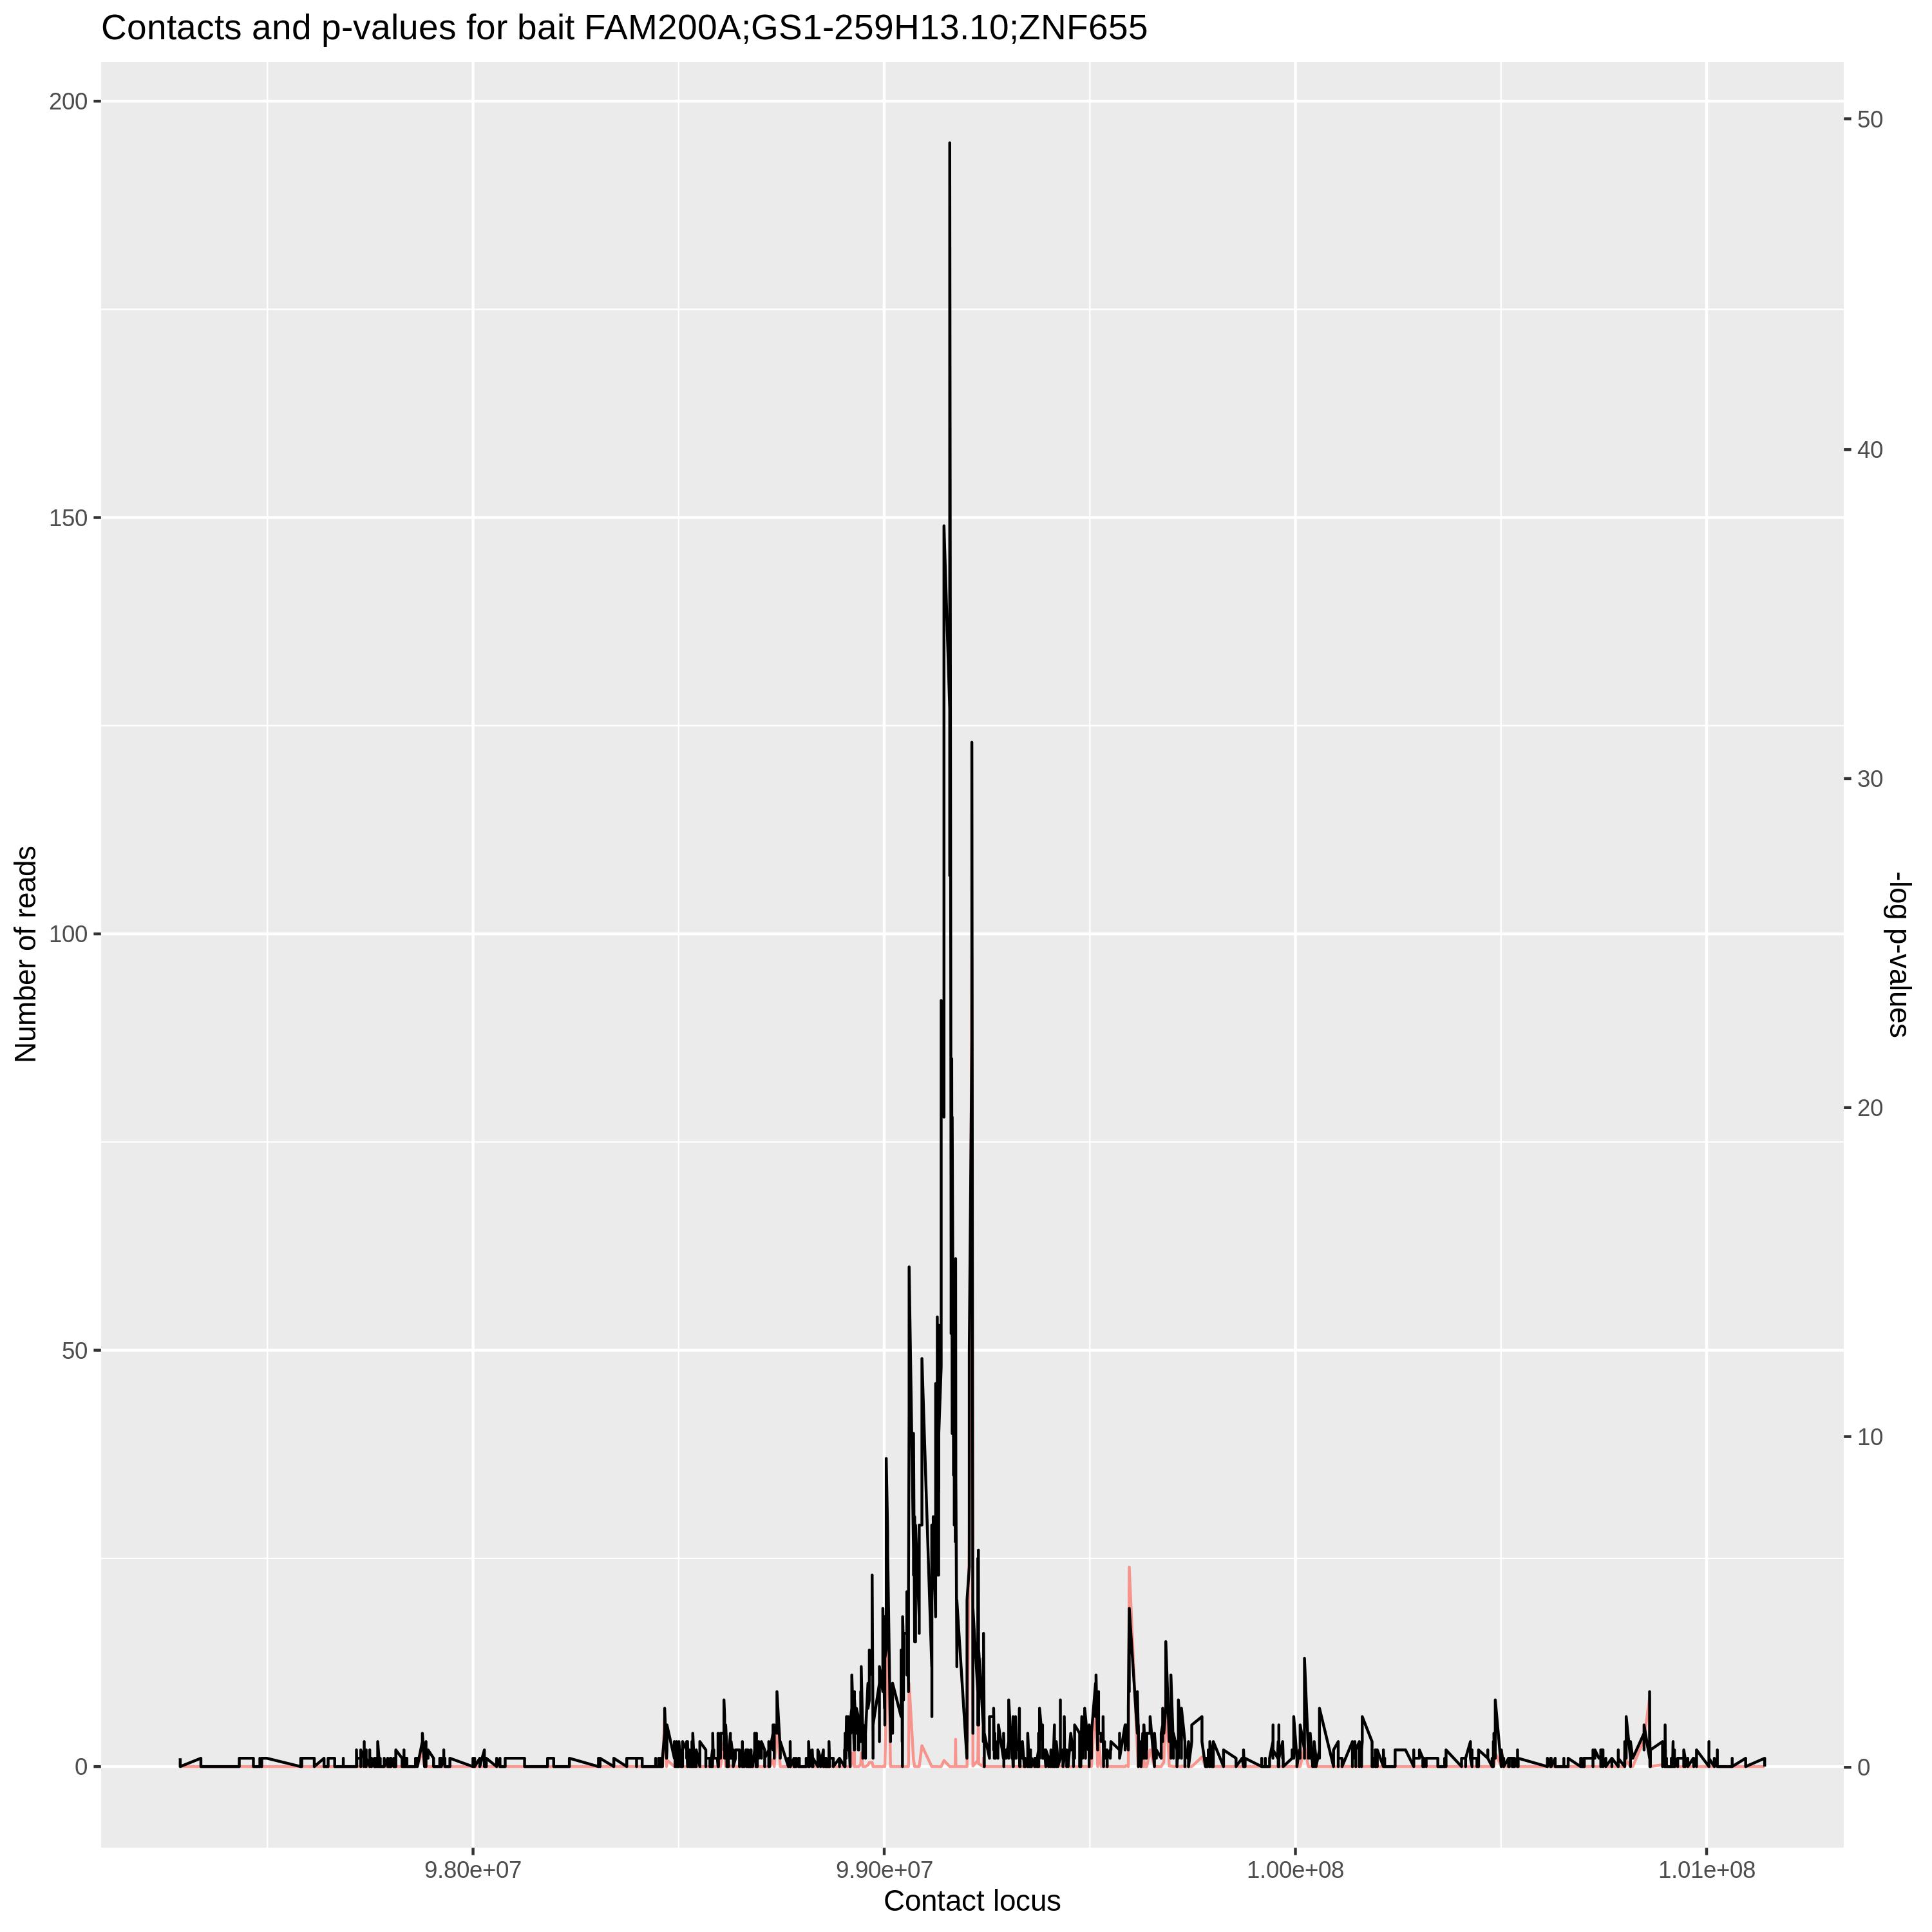 Contacts and p-values for bait FAM200A;GS1-259H13.10;ZNF655
200
150
100
50
0
Number of reads
50
40
30
20
10
0
-log p-values
9.80e+07
9.90e+07
1.00e+08
1.01e+08
Contact locus